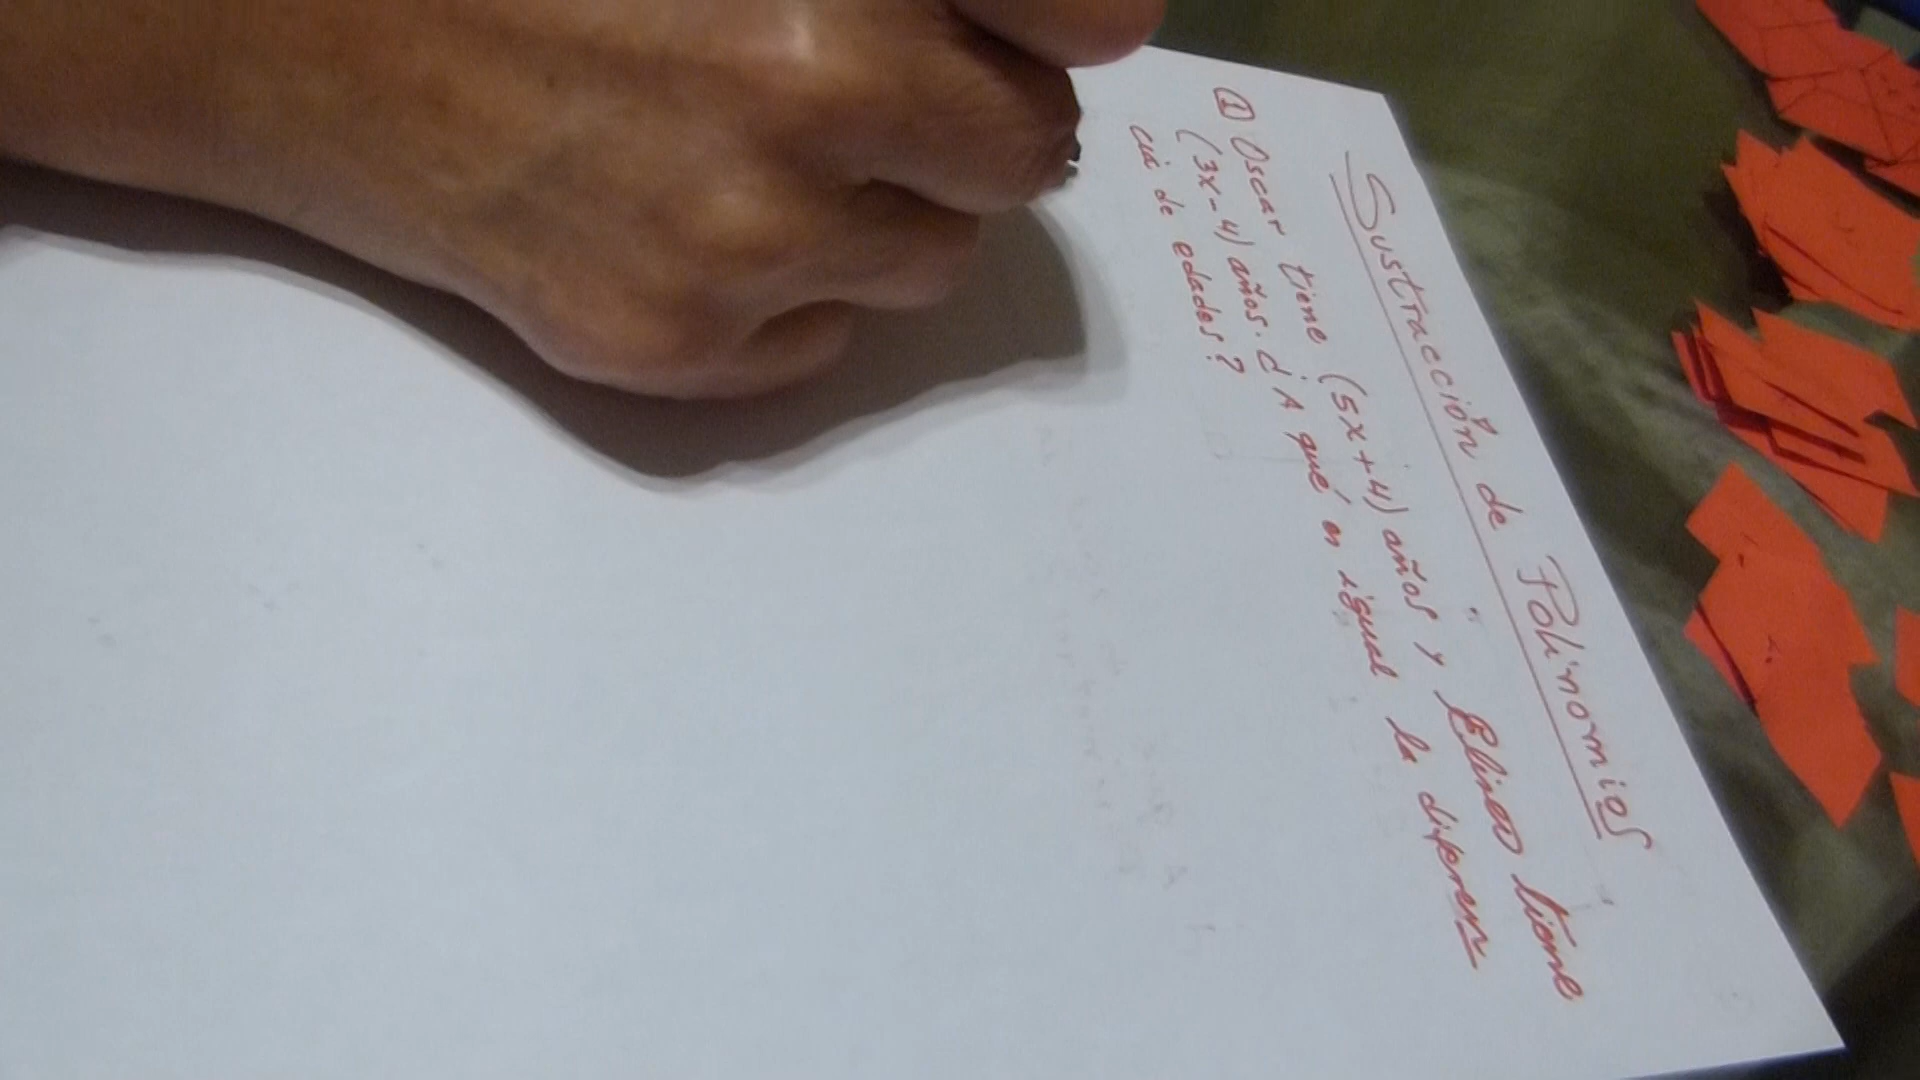 Sustracción de Polinomios
① Oscar tiene (5x+4) años y tiene
(3x-4) años. ¿A qué es igual la diferen
cia de edades?